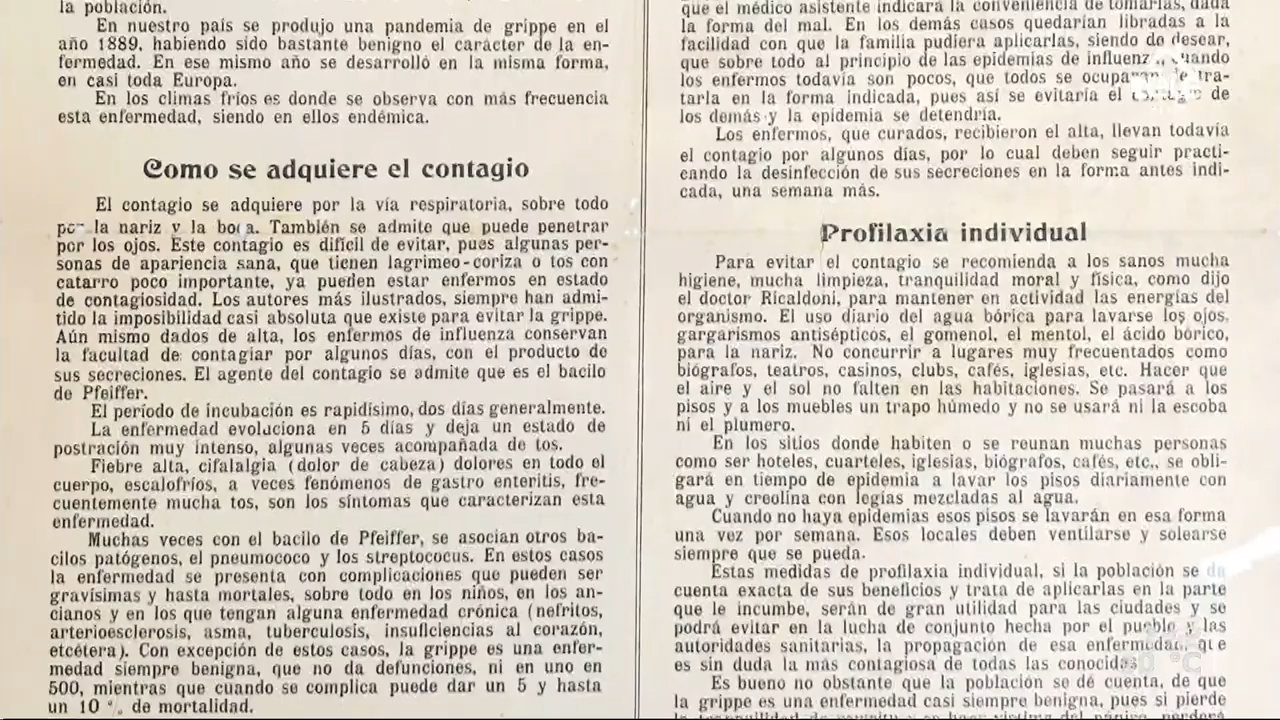 la población.
En nuestro país se produjo una pandemia de grippe en el
año 1889, habiendo sido bastante benigno el carácter de la en-
fermedad. En ese mismo año se desarrolló en la misma forma,
en casi toda Europa.
En los climas fríos es donde se observa con más frecuencia
esta enfermedad, siendo en ellos endémica.
Como se adquiere el contagio
El contagio se adquiere por la vía respiratoria, sobre todo
por la nariz y la boca. También se admite que puede penetrar
por los ojos. Este contagio es difícil de evitar, pues algunas per-
sonas de apariencia sana, que tienen lagrimeo-coriza o tos con
catarro poco importante, ya pueden estar enfermos en estado
de contagiosidad. Los autores más ilustrados, siempre han admi-
tido la imposibilidad casi absoluta que existe para evitar la grippe.
Aún mismo dados de alta, los enfermos de influenza conservan
la facultad de contagiar por algunos días, con el producto de
sus secreciones. El agente del contagio se admite que es el bacilo
de Pfeiffer.
El período de incubación es rapidísimo, dos días generalmente.
La enfermedad evoluciona en 5 días y deja un estado de
postración muy intenso, algunas veces acompañada de tos.
Fiebre alta, cifalalgia (dolor de cabeza) dolores en todo el
cuerpo, escalofríos, a veces fenómenos de gastro enteritis, fre-
cuentemente mucha tos, son los síntomas que caracterizan esta
enfermedad.
Muchas veces con el bacilo de Pfeiffer, se asocian otros ba-
cilos patógenos, el pneumococo y los streptococus. En estos casos
la enfermedad se presenta con complicaciones que pueden ser
gravísimas y hasta mortales, sobre todo en los niños, en los an-
cianos y en los que tengan alguna enfermedad crónica (nefritos,
arterioesclerosis, asma, tuberculosis, insuficiencias al corazón,
etcétera). Con excepción de estos casos, la grippe es una enfer-
medad siempre benigna, que no da defunciones, ni en uno en
500, mientras que cuando se complica puede dar un 5 y hasta
un 10 % de mortalidad.
que el médico asistente indicará la conveniencia de tomarlas, dada
la forma del mal. En los demás casos quedarían libradas a la
facilidad con que la familia pudiera aplicarlas, siendo de desear,
que sobre todo al principio de las epidemias de influenza, cuando
los enfermos todavía son pocos, que todos se ocuparan de tra-
tarla en la forma indicada, pues así se evitaría el contagio de
los demás y la epidemia se detendría.
Los enfermos, que curados, recibieron el alta, llevan todavía
el contagio por algunos días, por lo cual deben seguir practi-
cando la desinfección de sus secreciones en la forma antes indi-
cada, una semana más.
Profilaxia individual
Para evitar el contagio se recomienda a los sanos mucha
higiene, mucha limpieza, tranquilidad moral y física, como dijo
el doctor Ricaldoni, para mantener en actividad las energías del
organismo. El uso diario del agua bórica para lavarse los ojos,
gargarismos antisépticos, el gomenol, el mentol, el ácido bórico,
para la nariz. No concurrir a lugares muy frecuentados como
biógrafos, teatros, casinos, clubs, cafés, iglesias, etc. Hacer que
el aire y el sol no falten en las habitaciones. Se pasará a los
pisos y a los muebles un trapo húmedo y no se usará ni la escoba
ni el plumero.
En los sitios donde habiten o se reunan muchas personas
como ser hoteles, cuarteles, iglesias, biógrafos, cafés, etc., se obli-
gará en tiempo de epidemia a lavar los pisos diariamente con
agua y creolina con legías mezcladas al agua.
Cuando no haya epidemias esos pisos se lavarán en esa forma
una vez por semana. Esos locales deben ventilarse y solearse
siempre que se pueda.
Estas medidas de profilaxia individual, si la población se da
cuenta exacta de sus beneficios y trata de aplicarlas en la parte
que le incumbe, serán de gran utilidad para las ciudades y se
podrá evitar en la lucha de conjunto hecha por el pueblo y las
autoridades sanitarias, la propagación de esa enfermedad, que
es sin duda la más contagiosa de todas las conocidas
°C
Es bueno no obstante que la población se dé cuenta, de que
la grippe es una enfermedad casi siempre benigna, pues si pierde